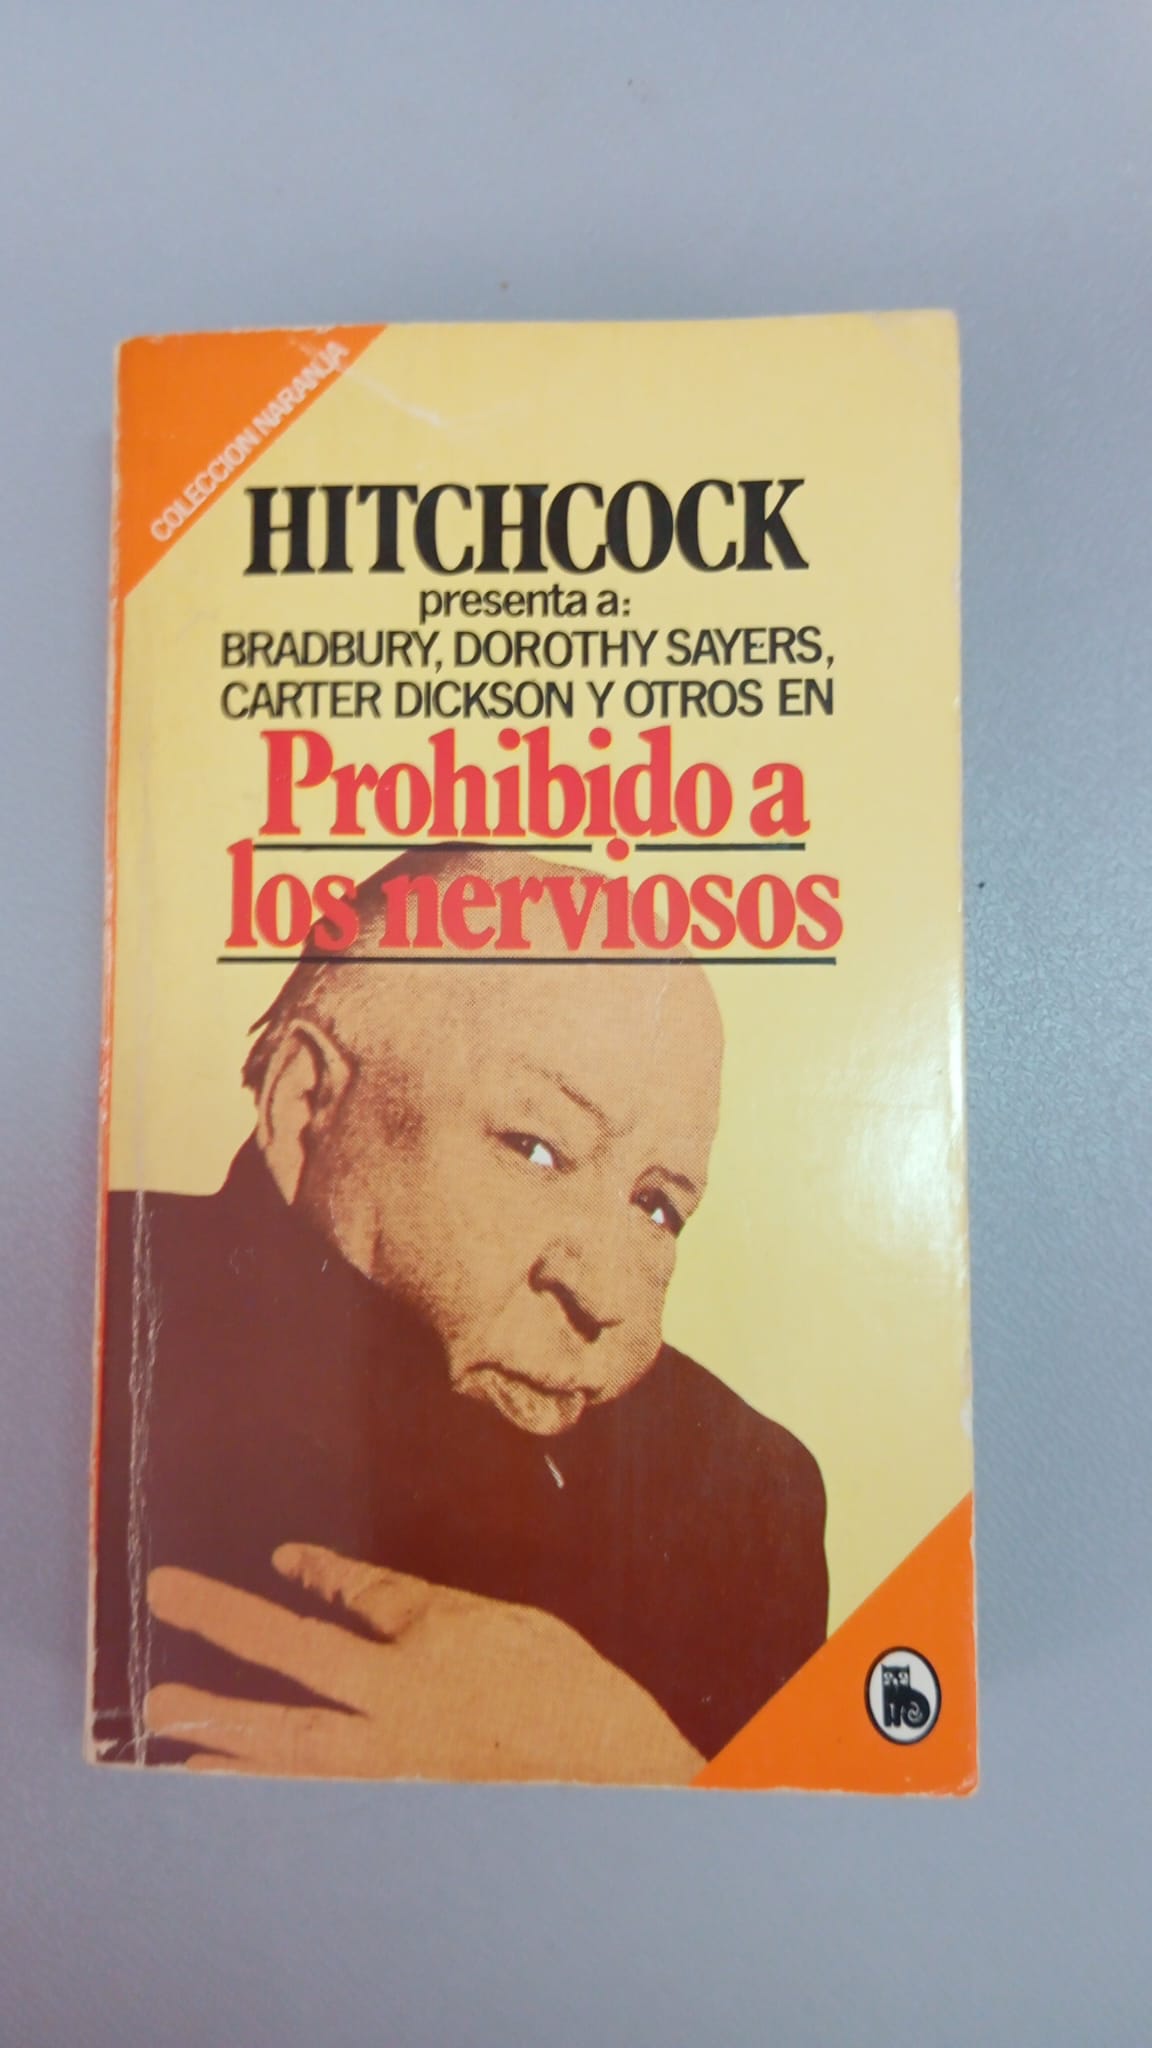 COLECCION NARANJA
HITCHCOCK
presenta a:
BRADBURY, DOROTHY SAYERS,
CARTER DICKSON Y OTROS EN
Prohibido a
los nerviosos